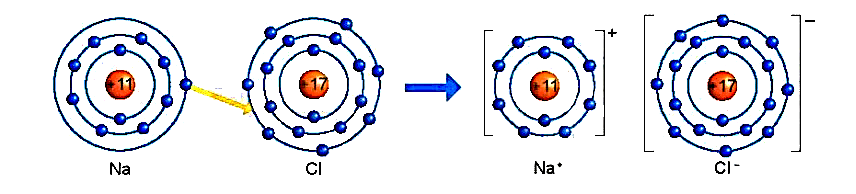 +
−
+11
+17
+11
+17
Na
Cl
Na⁺
Cl⁻